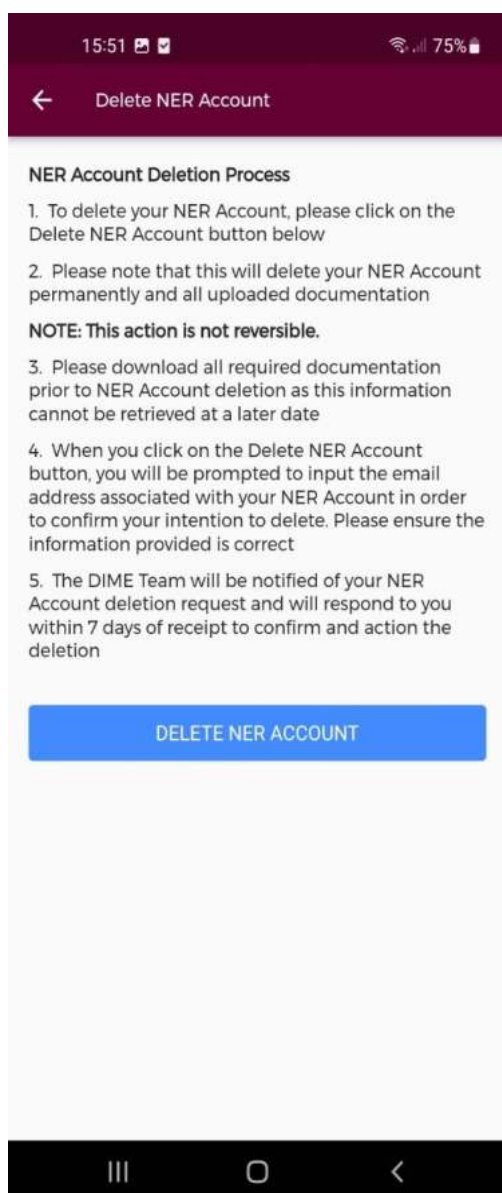 15:51 75%
Delete NER Account
NER Account Deletion Process
1. To delete your NER Account, please click on the
Delete NER Account button below
2. Please note that this will delete your NER Account
permanently and all uploaded documentation
NOTE: This action is not reversible.
3. Please download all required documentation
prior to NER Account deletion as this information
cannot be retrieved at a later date
4. When you click on the Delete NER Account
button, you will be prompted to input the email
address associated with your NER Account in order
to confirm your intention to delete. Please ensure the
information provided is correct
5. The DIME Team will be notified of your NER
Account deletion request and will respond to you
within 7 days of receipt to confirm and action the
deletion
DELETE NER ACCOUNT